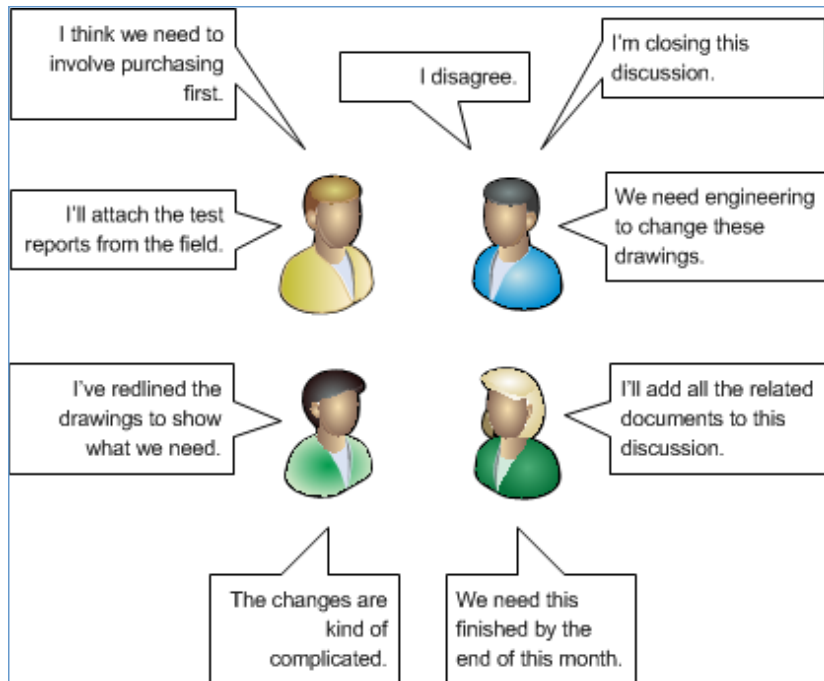 I think we need to
involve purchasing
first.
I disagree.
I'm closing this
discussion.
I'll attach the test
reports from the field.
We need engineering
to change these
drawings.
I've redlined the
drawings to show
what we need.
I'll add all the related
documents to this
discussion.
The changes are
kind of
complicated.
We need this
finished by the
end of this month.